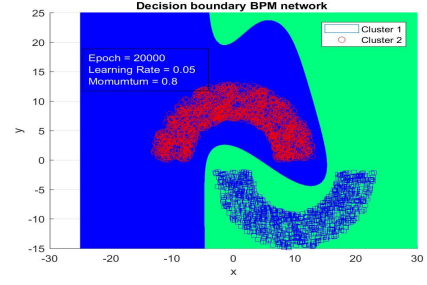 Decision boundary BPM network
25
20
15
10
5
0
-5
-10
-15
y
Epoch = 20000
Learning Rate = 0.05
Momumtum = 0.8
Cluster 1
Cluster 2
-30 -20 -10 0 10 20 30
x